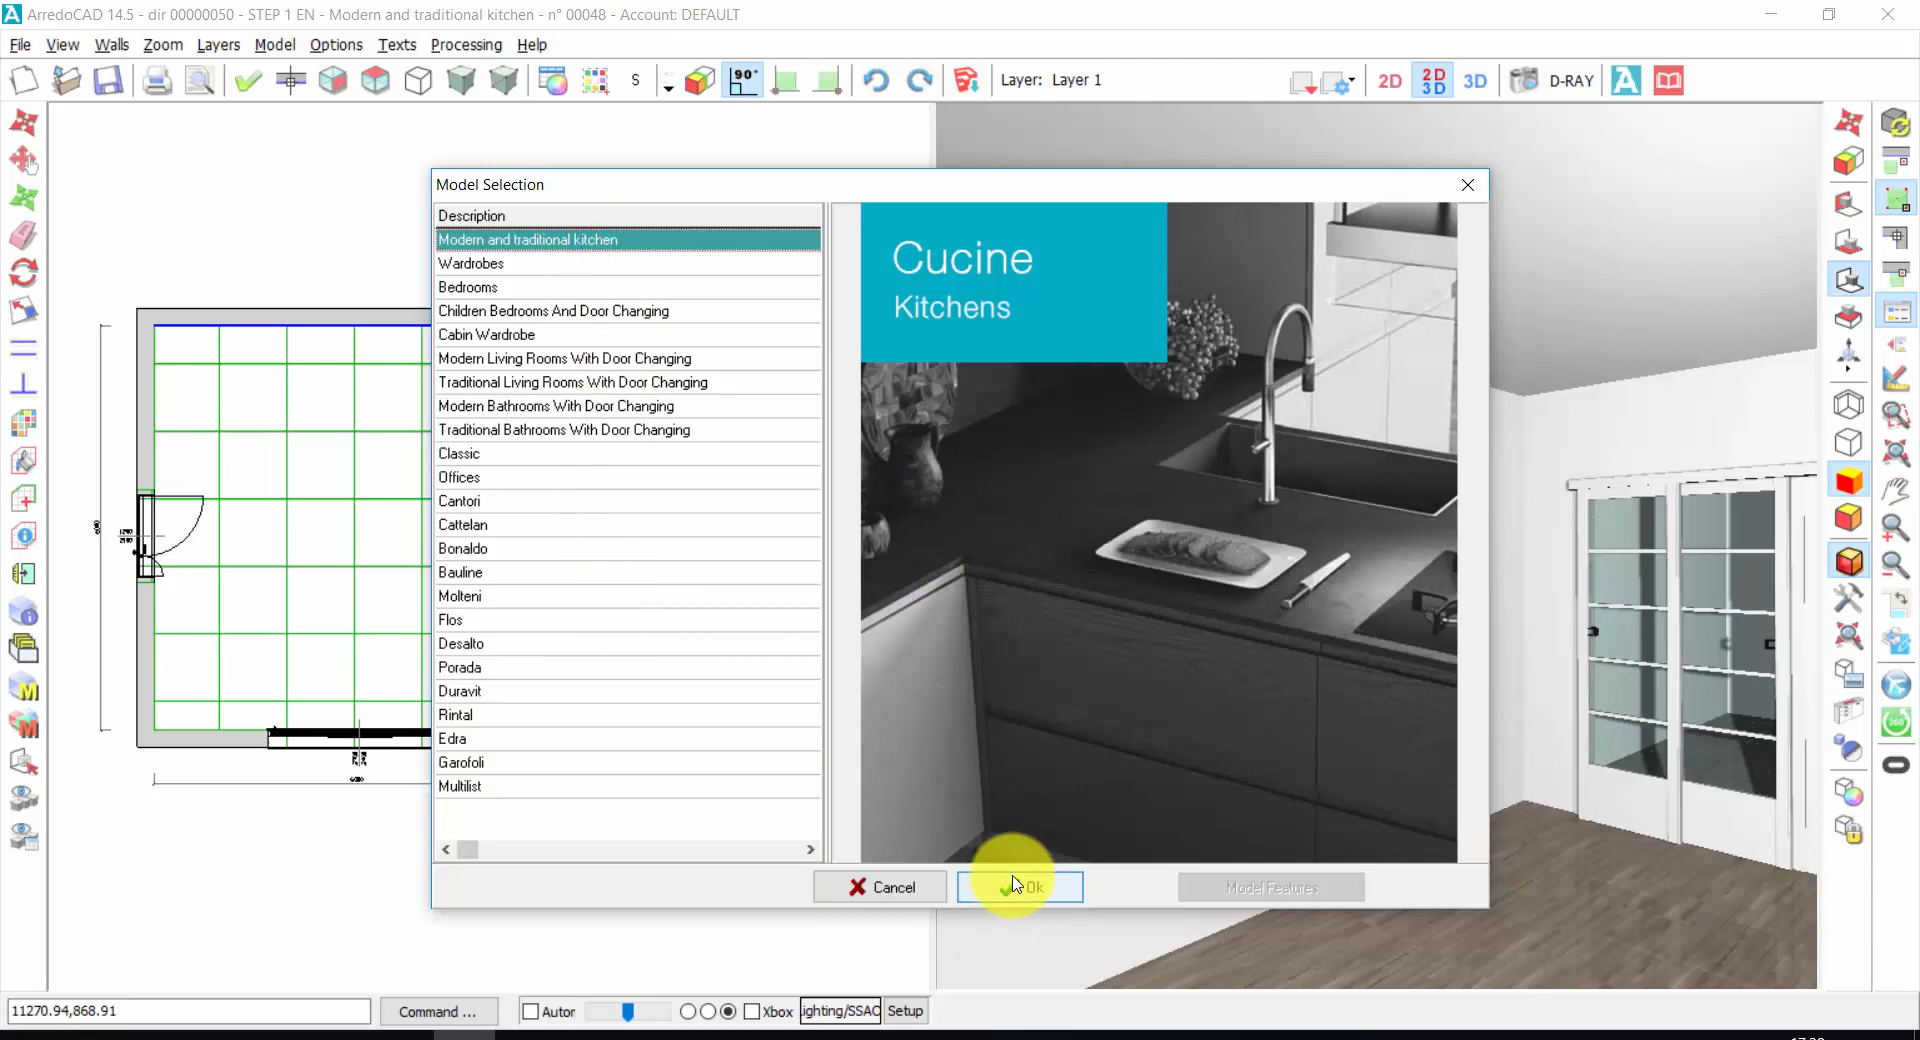 ArredoCAD 14.5 - dir 00000050 - STEP 1 EN - Modern and traditional kitchen - n° 00048 - Account: DEFAULT
File View Walls Zoom Layers Model Options Texts Processing Help
S 90° Layer: Layer 1 2D 2D 3D 3D D-RAY
Model Selection
Description
Modern and traditional kitchen
Wardrobes
Bedrooms
Children Bedrooms And Door Changing
Cabin Wardrobe
Modern Living Rooms With Door Changing
Traditional Living Rooms With Door Changing
Modern Bathrooms With Door Changing
Traditional Bathrooms With Door Changing
Classic
Offices
Cantori
Cattelan
Bonaldo
Bauline
Molteni
Flos
Desalto
Porada
Duravit
Rintal
Edra
Garofoli
Multilist
Cucine
Kitchens
Cancel Ok Model Features
11270.94,868.91 Command ... Autor Xbox ighting/SSAO Setup